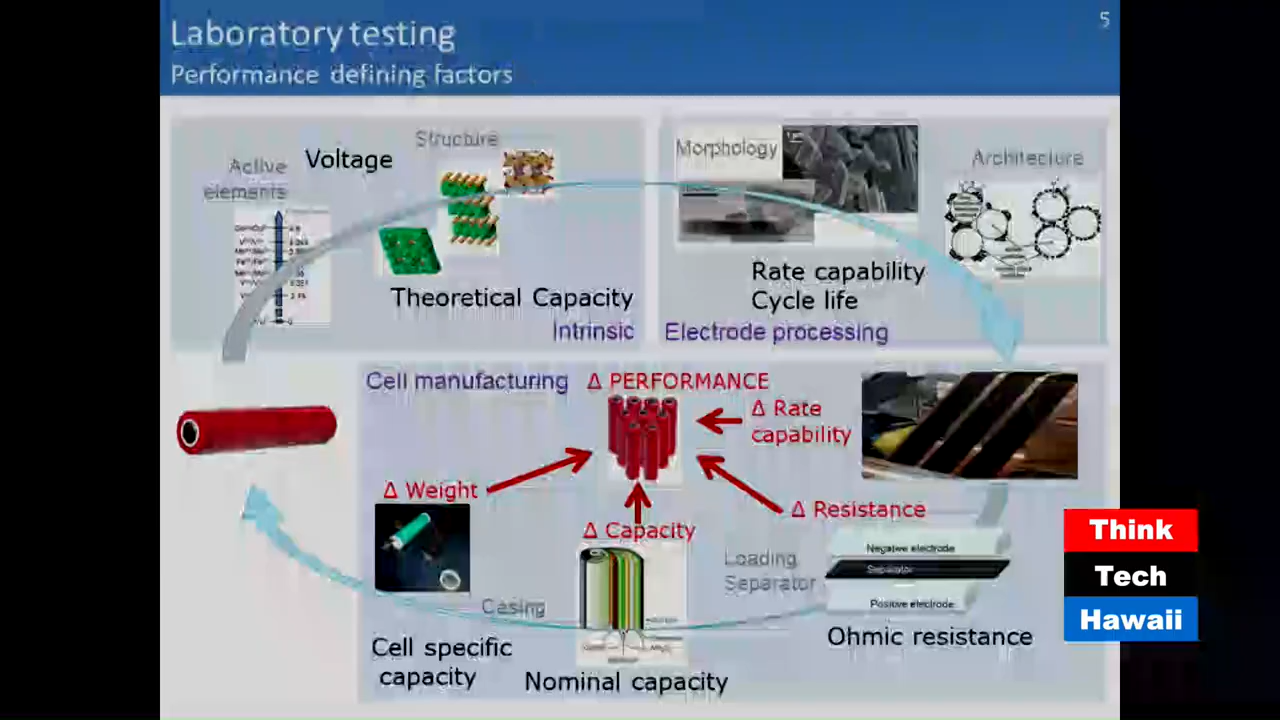 Laboratory testing
5
Performance defining factors
Structure
Voltage
Active
elements
Theoretical Capacity
Intrinsic
Morphology
Architecture
Rate capability
Cycle life
Electrode processing
Cell manufacturing
Δ PERFORMANCE
Δ Rate
capability
Δ Weight
Δ Capacity
Δ Resistance
Loading
Separator
Negative electrode
Separator
Positive electrode
Casing
Cell specific
capacity
Nominal capacity
Ohmic resistance
Think
Tech
Hawaii